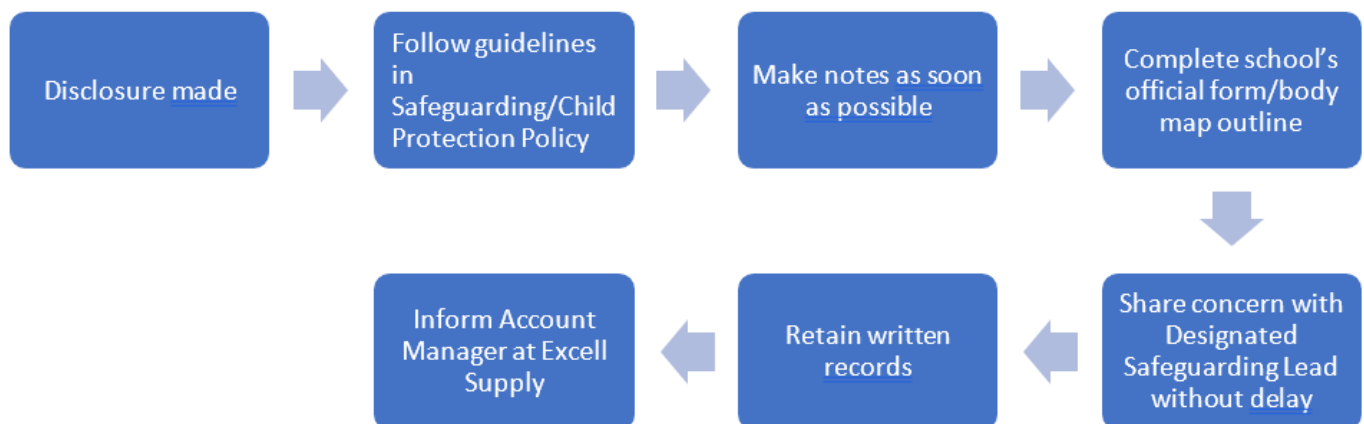 Disclosure made
Follow guidelines
in
Safeguarding/Child
Protection Policy
Make notes as soon
as possible
Complete school's
official form/body
map outline
Share concern with
Designated
Safeguarding Lead
without delay
Retain written
records
Inform Account
Manager at Excell
Supply